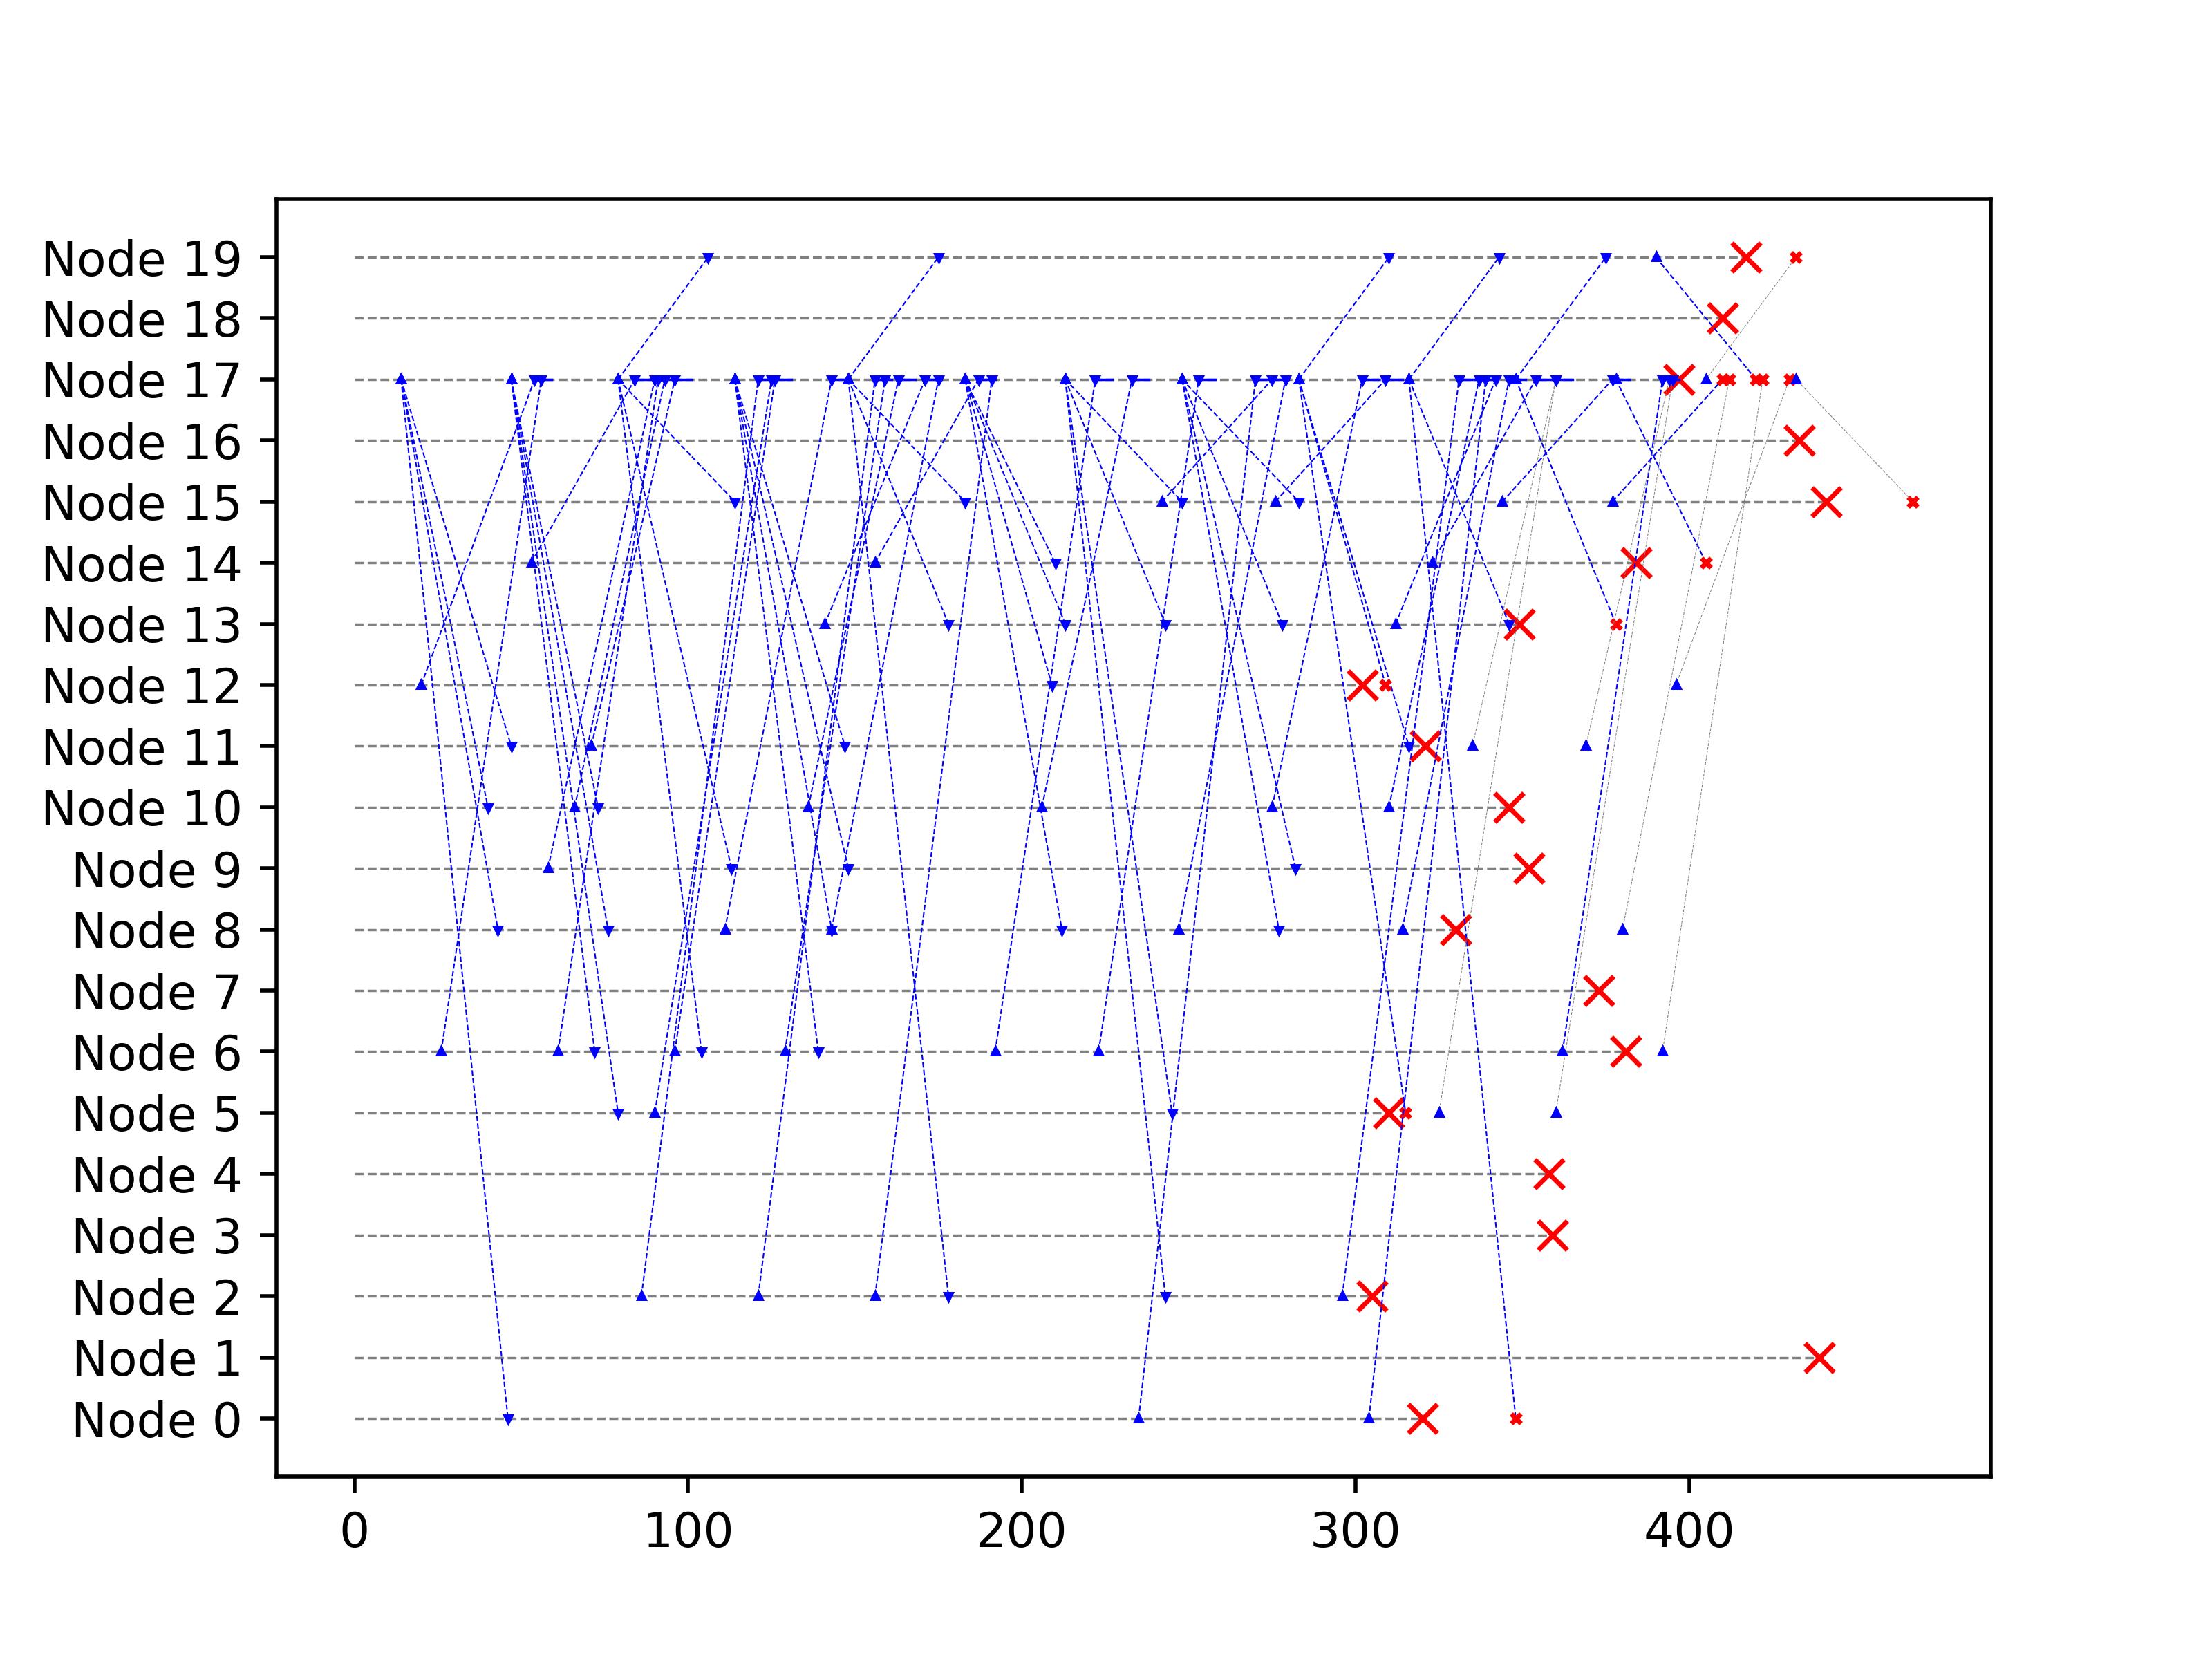 Node 19
Node 18
Node 17
Node 16
Node 15
Node 14
Node 13
Node 12
Node 11
Node 10
Node 9
Node 8
Node 7
Node 6
Node 5
Node 4
Node 3
Node 2
Node 1
Node 0
0 100 200 300 400